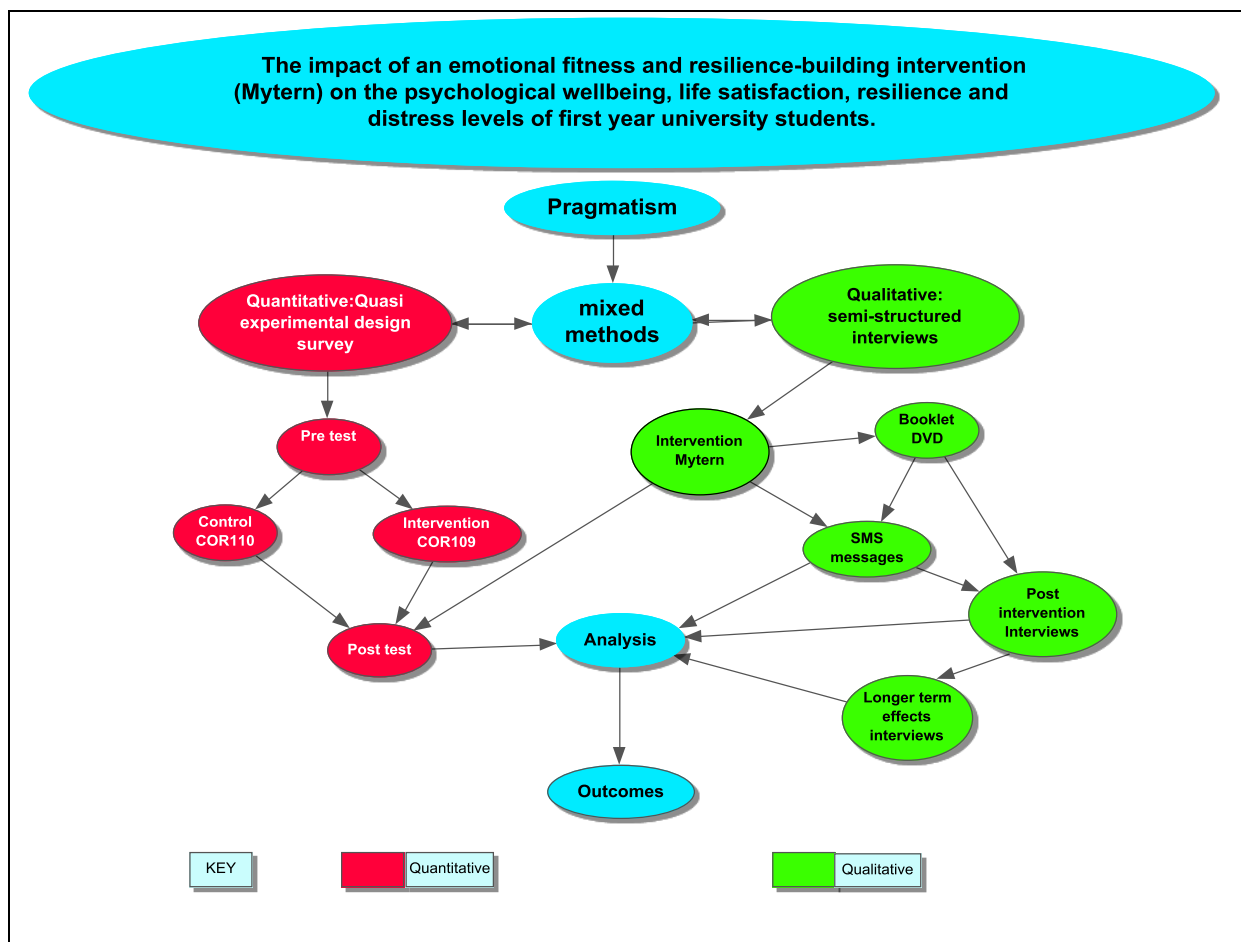 The impact of an emotional fitness and resilience-building intervention
(Mytern) on the psychological wellbeing, life satisfaction, resilience and
distress levels of first year university students.
Pragmatism
Quantitative:Quasi
experimental design
survey
mixed
methods
Qualitative:
semi-structured
interviews
Pre test
Intervention
Mytern
Booklet
DVD
Control
COR110
Intervention
COR109
SMS
messages
Post
intervention
Interviews
Post test
Analysis
Longer term
effects
interviews
Outcomes
KEY
Quantitative
Qualitative